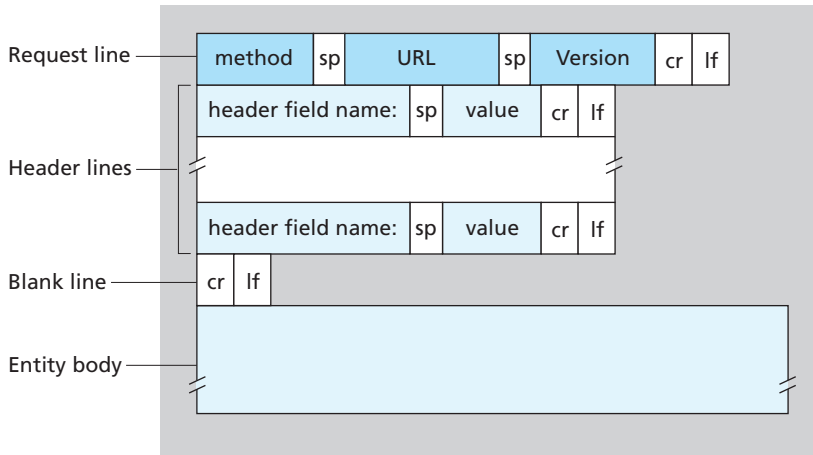 Request line method sp URL sp Version cr lf
header field name: sp value cr lf
Header lines
header field name: sp value cr lf
Blank line cr lf
Entity body